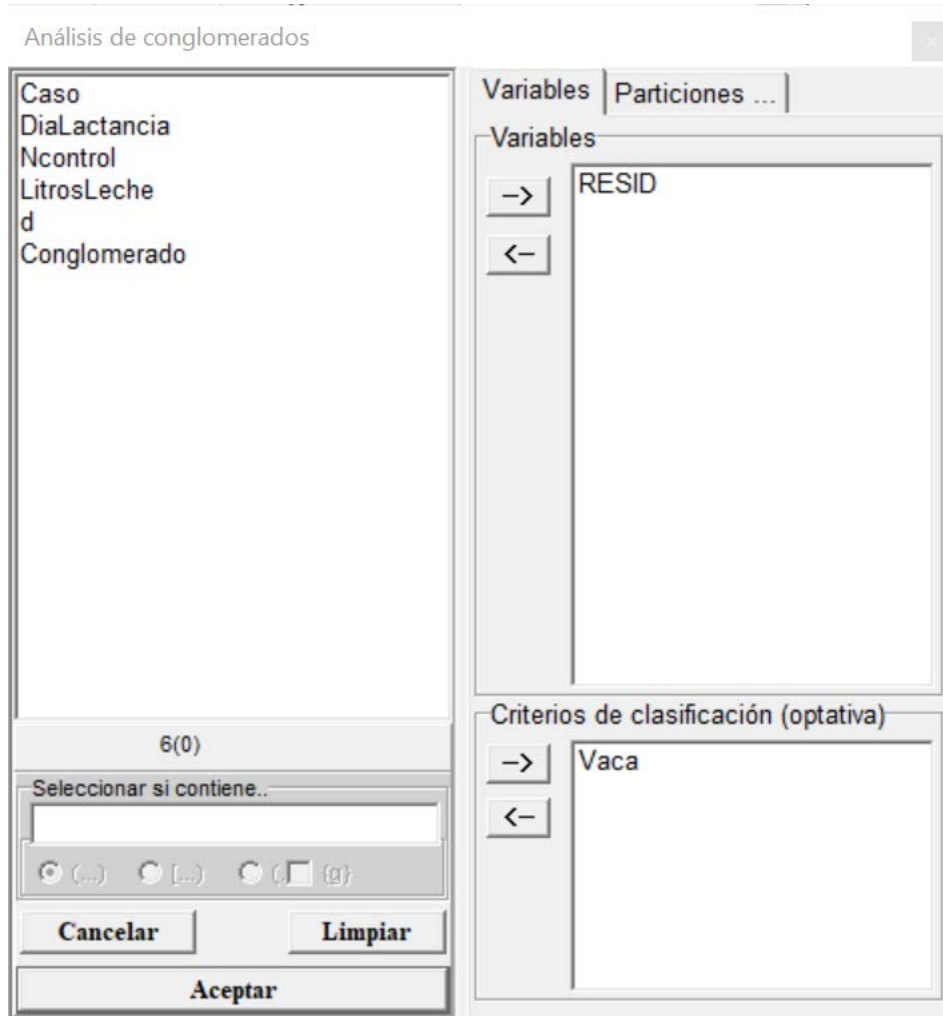 Análisis de conglomerados
Caso
DiaLactancia
Ncontrol
LitrosLeche
d
Conglomerado
6(0)
Seleccionar si contiene..
(...) [...) (. {g}
Cancelar Limpiar
Aceptar
Variables Particiones ...
Variables
-->
<--
RESID
Criterios de clasificación (optativa)
-->
<--
Vaca